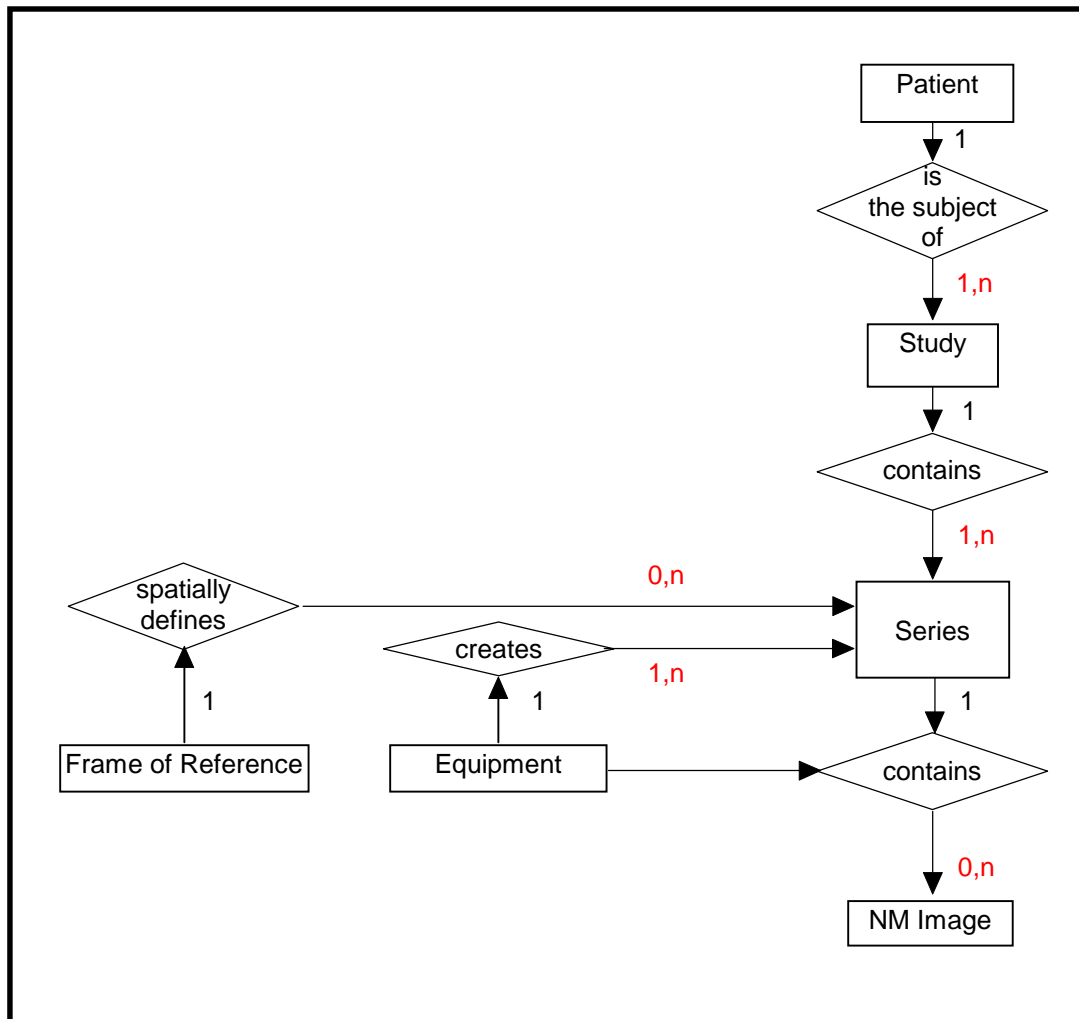 Patient
1
is
the subject
of
1,n
Study
1
contains
1,n
spatially
defines
0,n
Series
creates
1,n
1
1
1
Frame of Reference
Equipment
contains
0,n
NM Image